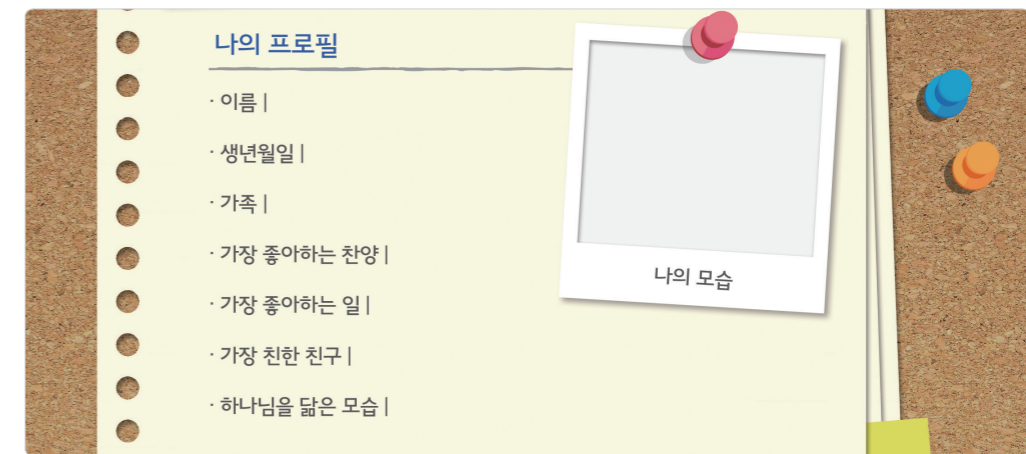 나의 프로필
· 이름 |
· 생년월일 |
· 가족 |
· 가장 좋아하는 찬양 |
· 가장 좋아하는 일 |
· 가장 친한 친구 |
· 하나님을 닮은 모습 |
나의 모습